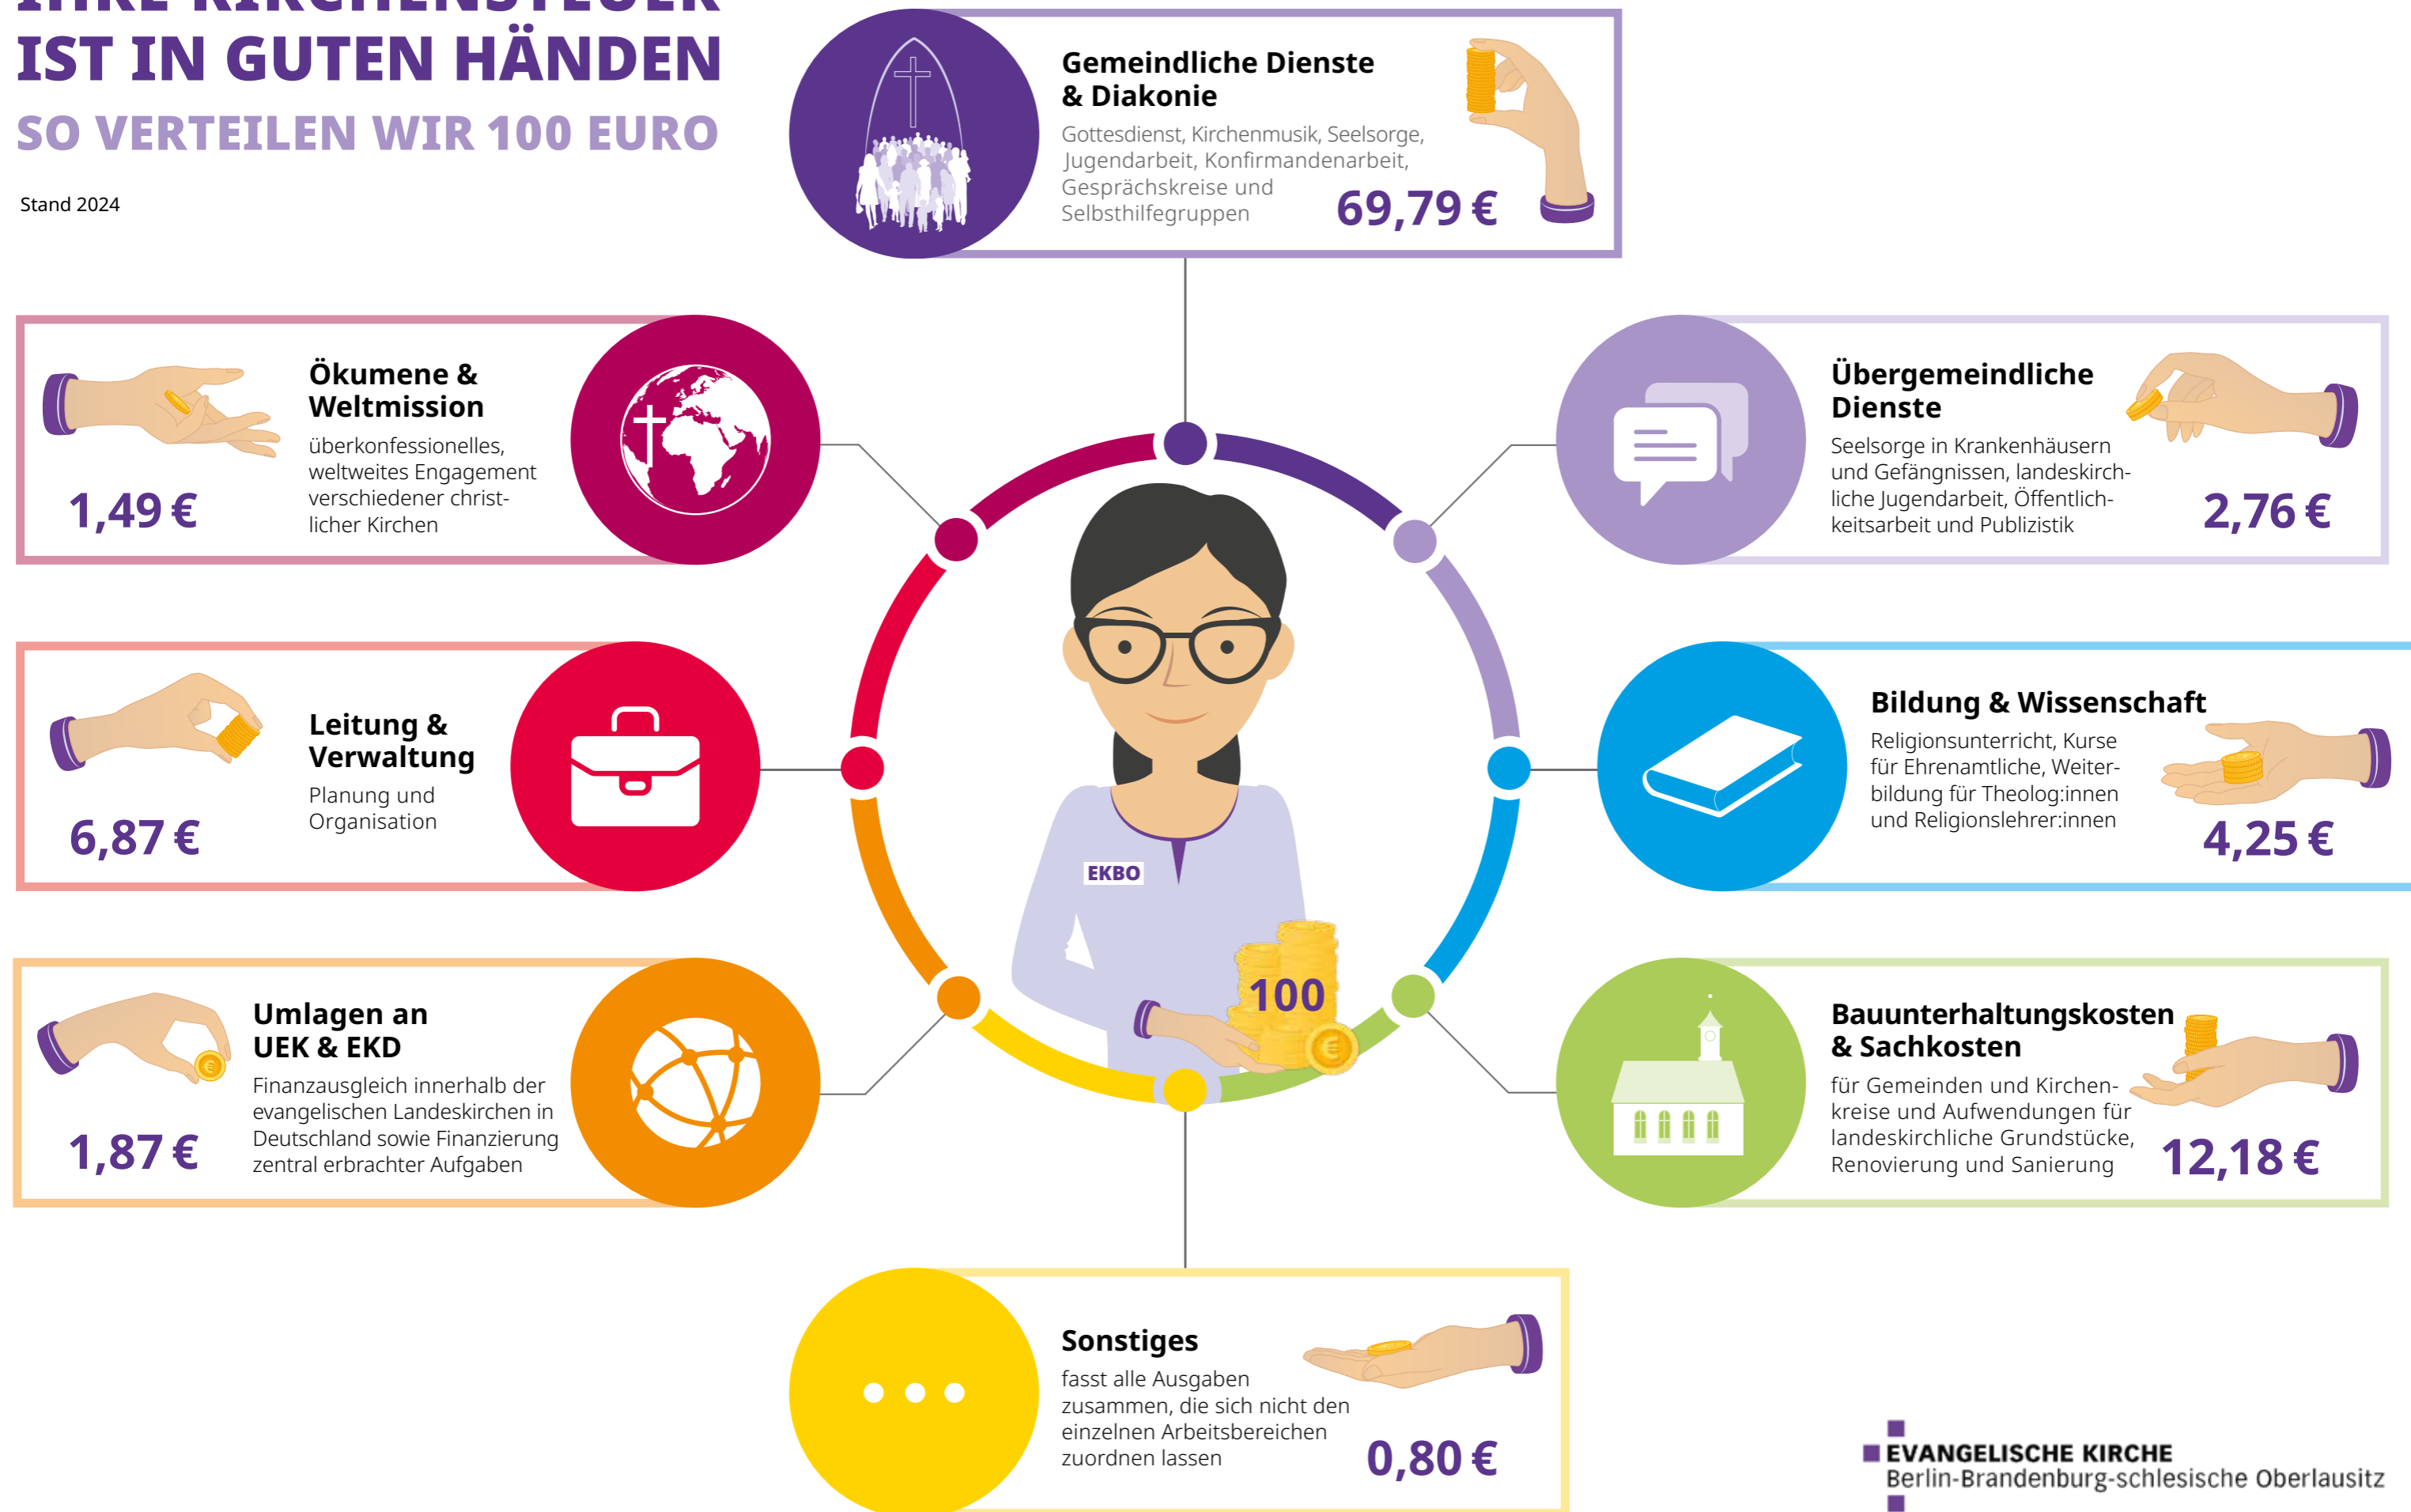 IHRE KIRCHENSTEUER
IST IN GUTEN HÄNDEN
SO VERTEILEN WIR 100 EURO
Stand 2024
Gemeindliche Dienste
& Diakonie
Gottesdienst, Kirchenmusik, Seelsorge,
Jugendarbeit, Konfirmandenarbeit,
Gesprächskreise und
Selbsthilfegruppen
69,79 €
Ökumene &
Weltmission
überkonfessionelles,
weltweites Engagement
verschiedener christ-
licher Kirchen
1,49 €
Übergemeindliche
Dienste
Seelsorge in Krankenhäusern
und Gefängnissen, landeskirch-
liche Jugendarbeit, Öffentlich-
keitsarbeit und Publizistik
2,76 €
Leitung &
Verwaltung
Planung und
Organisation
6,87 €
Bildung & Wissenschaft
Religionsunterricht, Kurse
für Ehrenamtliche, Weiter-
bildung für Theolog:innen
und Religionslehrer:innen
4,25 €
EKBO
100
€
Umlagen an
UEK & EKD
Finanzausgleich innerhalb der
evangelischen Landeskirchen in
Deutschland sowie Finanzierung
zentral erbrachter Aufgaben
1,87 €
€
Bauunterhaltungskosten
& Sachkosten
für Gemeinden und Kirchen-
kreise und Aufwendungen für
landeskirchliche Grundstücke,
Renovierung und Sanierung
12,18 €
Sonstiges
fasst alle Ausgaben
zusammen, die sich nicht den
einzelnen Arbeitsbereichen
zuordnen lassen
0,80 €
EVANGELISCHE KIRCHE
Berlin-Brandenburg-schlesische Oberlausitz